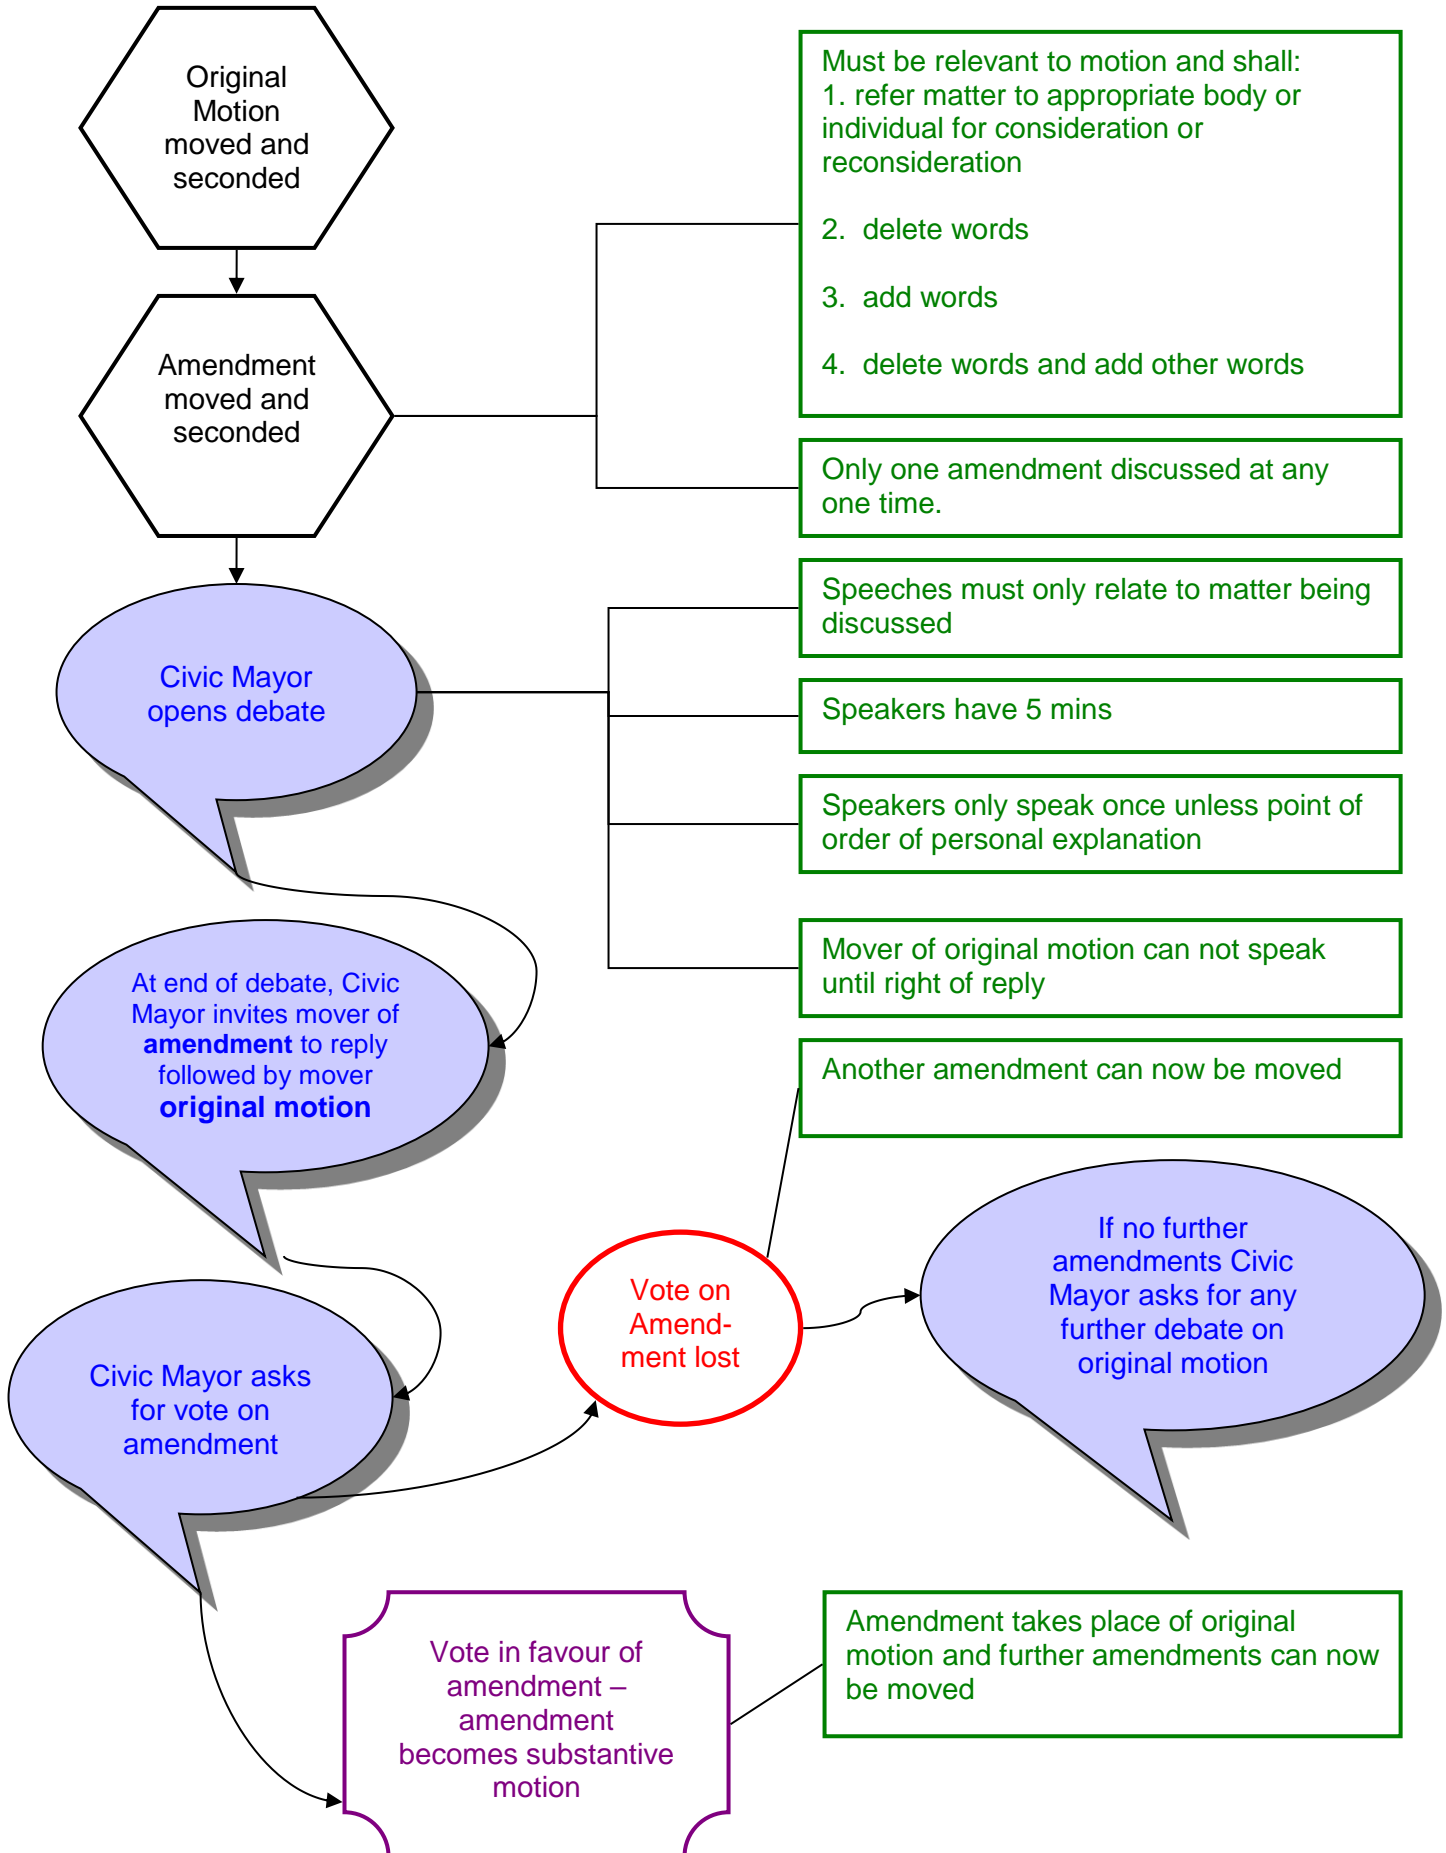 Original
Motion
moved and
seconded
Must be relevant to motion and shall:
1. refer matter to appropriate body or
individual for consideration or
reconsideration
2. delete words
3. add words
4. delete words and add other words
Amendment
moved and
seconded
Only one amendment discussed at any
one time.
Civic Mayor
opens debate
Speeches must only relate to matter being
discussed
Speakers have 5 mins
Speakers only speak once unless point of
order of personal explanation
Mover of original motion can not speak
until right of reply
At end of debate, Civic
Mayor invites mover of
amendment to reply
followed by mover
original motion
Another amendment can now be moved
Civic Mayor asks
for vote on
amendment
Vote on
Amend-
ment lost
If no further
amendments Civic
Mayor asks for any
further debate on
original motion
Vote in favour of
amendment –
amendment
becomes substantive
motion
Amendment takes place of original
motion and further amendments can now
be moved